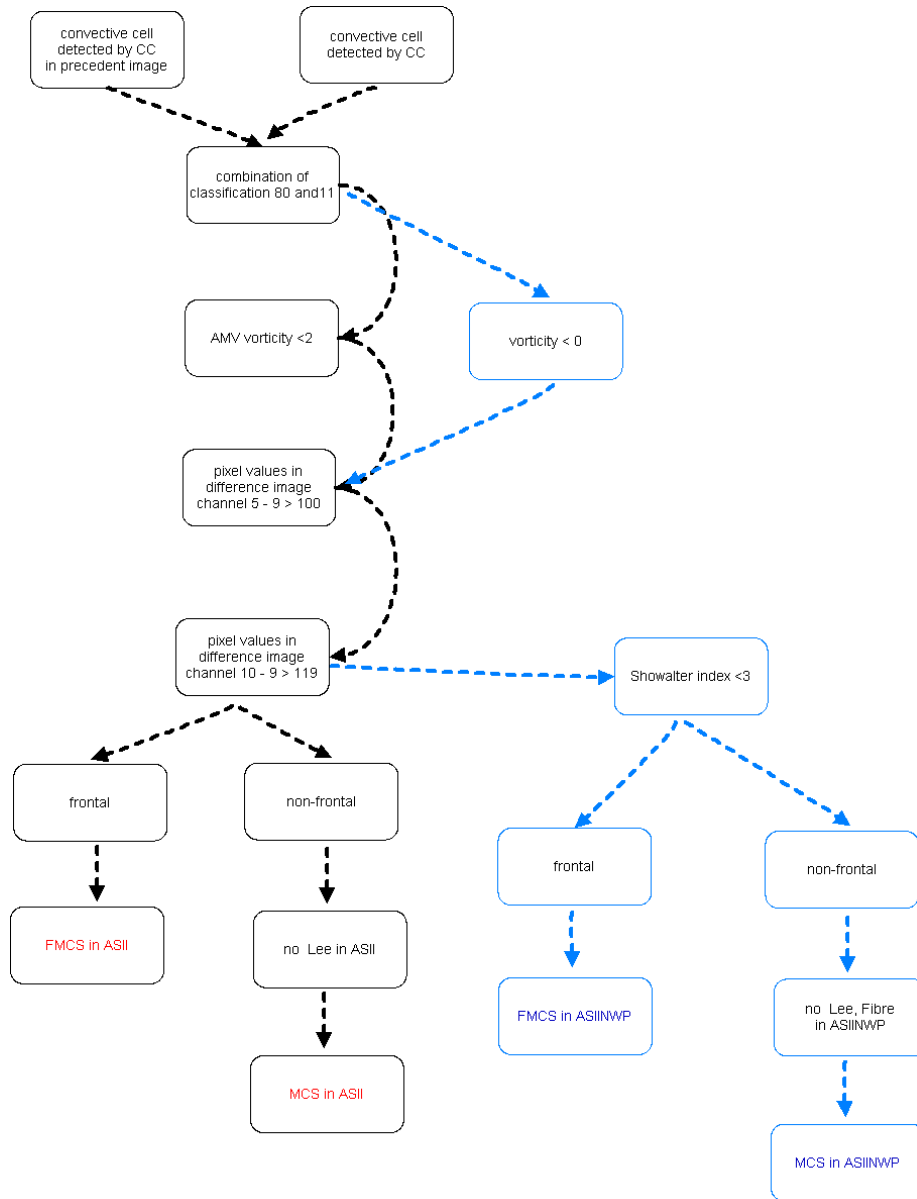 convective cell
detected by CC
in precedent image
convective cell
detected by CC
combination of
classification 80 and11
AMV vorticity <2
vorticity < 0
pixel values in
difference image
channel 5 - 9 > 100
pixel values in
difference image
channel 10 - 9 > 119
Showalter index <3
frontal
non-frontal
frontal
non-frontal
FMCS in ASII
no Lee in ASII
FMCS in ASIINWP
no Lee, Fibre
in ASIINWP
MCS in ASII
MCS in ASIINWP